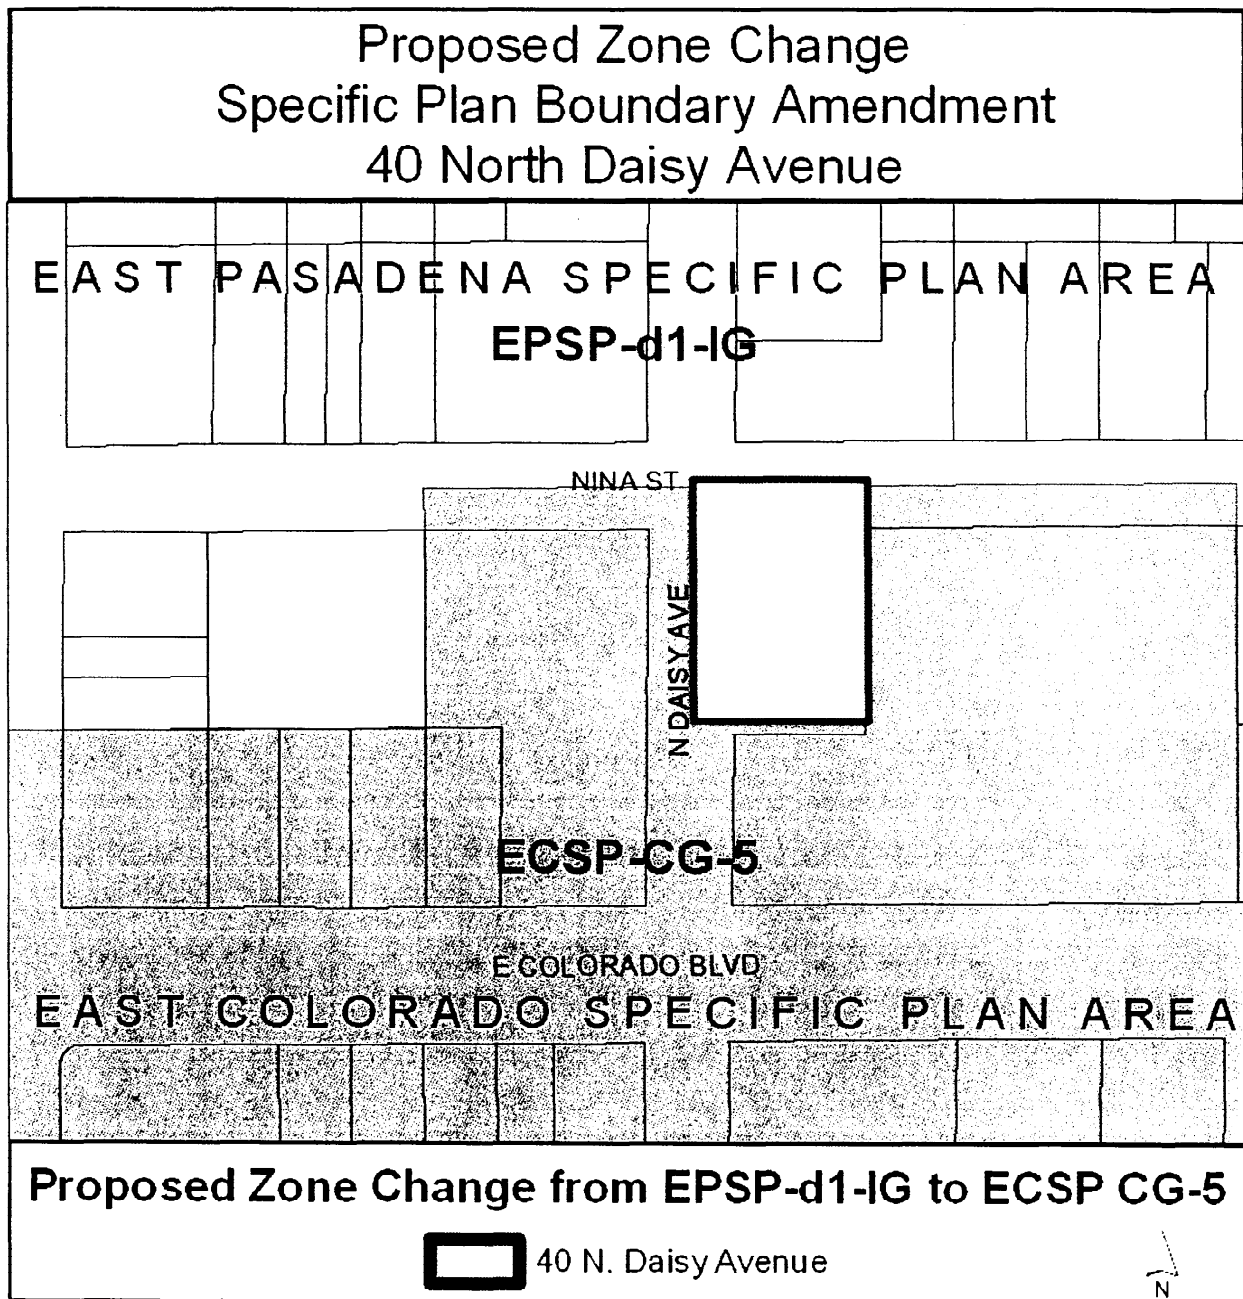 Proposed Zone Change
Specific Plan Boundary Amendment
40 North Daisy Avenue
EAST PASADENA SPECIFIC PLAN AREA
EPSP-d1-IG
NINA ST
N DAISY AVE
ECSP-CG-5
E COLORADO BLVD
EAST COLORADO SPECIFIC PLAN AREA
Proposed Zone Change from EPSP-d1-IG to ECSP CG-5
40 N. Daisy Avenue
N